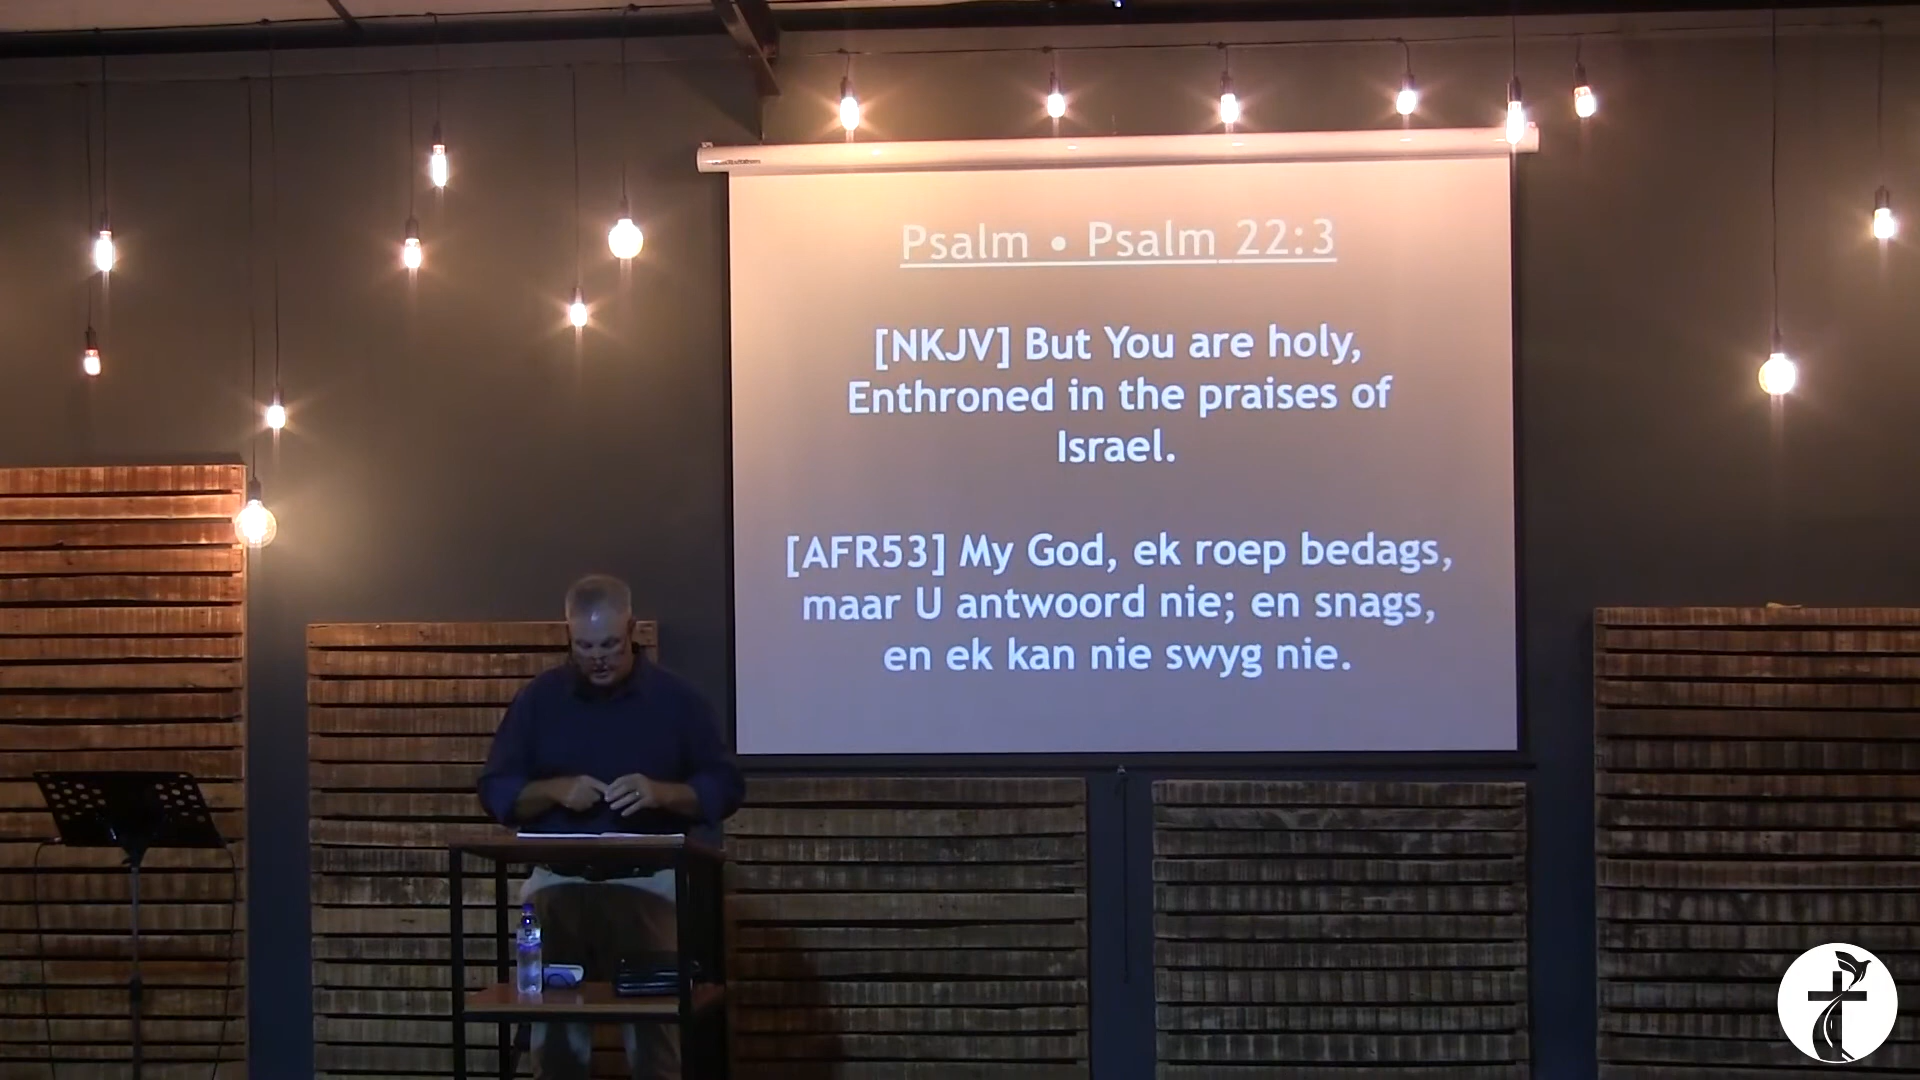 Psalm • Psalm 22:3
[NKJV] But You are holy,
Enthroned in the praises of
Israel.
[AFR53] My God, ek roep bedags,
maar U antwoord nie; en snags,
en ek kan nie swyg nie.